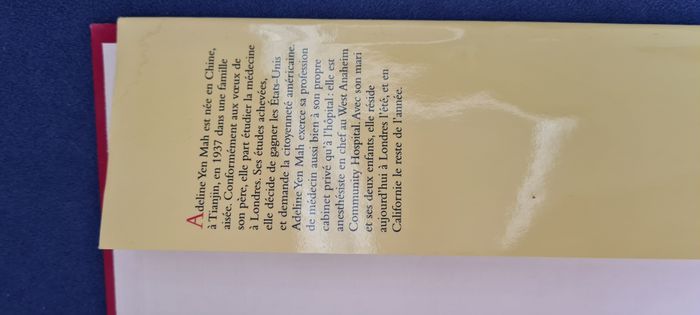 Adeline Yen Mah est née en Chine,
à Tianjin, en 1937 dans une famille
aisée. Conformément aux vœux de
son père, elle part étudier la médecine
à Londres. Ses études achevées,
elle décide de gagner les États-Unis
et demande la citoyenneté américaine.
Adeline Yen Mah exerce sa profession
de médecin aussi bien à son propre
cabinet privé qu'à l'hôpital : elle est
anesthésiste en chef au West Anaheim
Community Hospital. Avec son mari
et ses deux enfants, elle réside
aujourd'hui à Londres l'été, et en
Californie le reste de l'année.